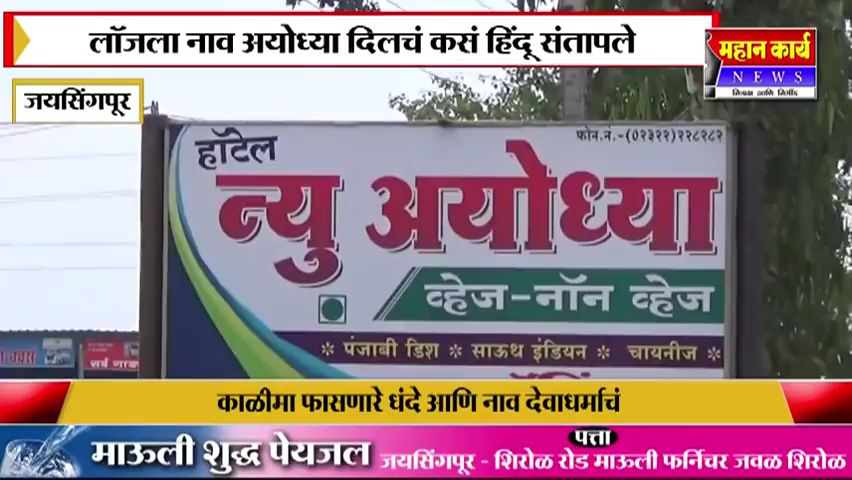 लॉजला नाव अयोध्या दिलचं कसं हिंदू संतापले
महान कार्य
NEWS
जयसिंगपूर
फोन.नं.-(०२३२२)२२८२८२
हॉटेल
न्यु अयोध्या
व्हेज-नॉन व्हेज
* पंजाबी डिश * साऊथ इंडियन * चायनीज *
काळीमा फासणारे धंदे आणि नाव देवाधर्माचं
माऊली शुद्ध पेयजल
पत्ता
जयसिंगपूर - शिरोळ रोड माऊली फर्निचर जवळ शिरोळ